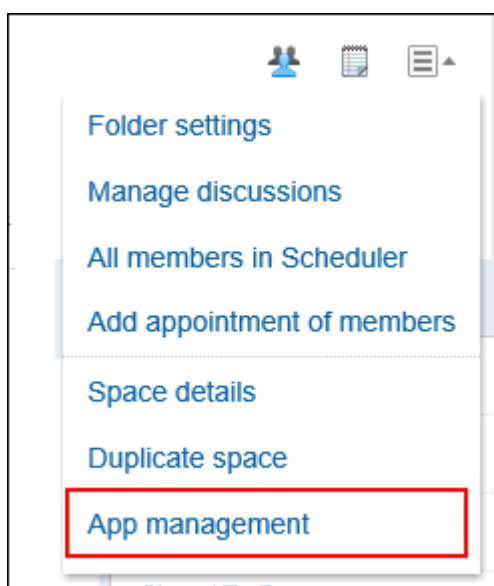 Folder settings
Manage discussions
All members in Scheduler
Add appointment of members
Space details
Duplicate space
App management